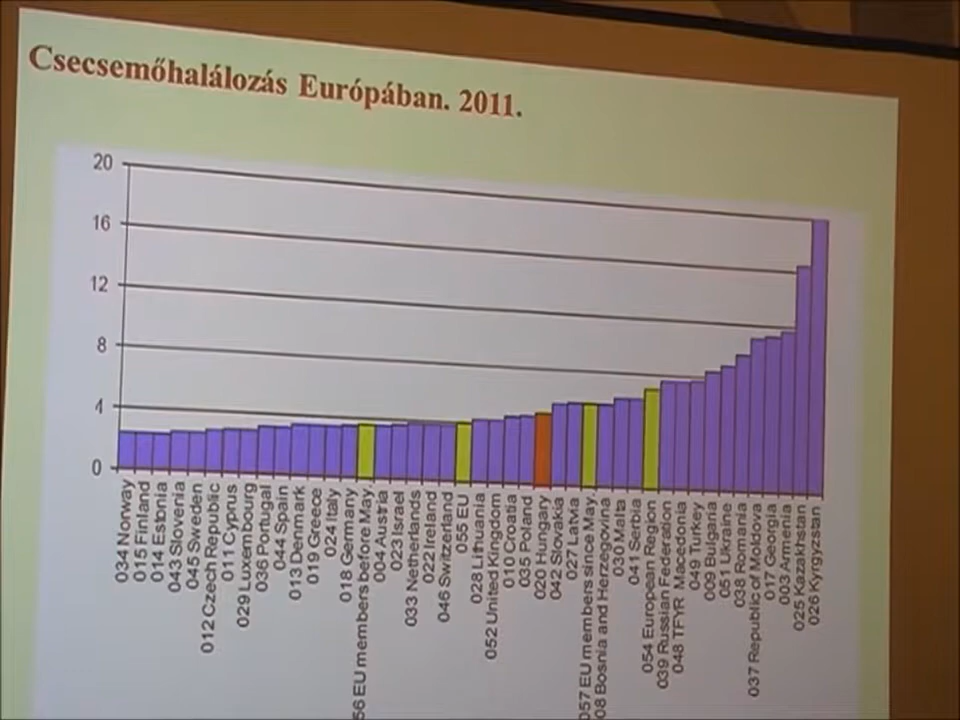 Csecsemőhalálozás Európában. 2011.
20
16
12
8
4
0
034 Norway
015 Finland
014 Estonia
043 Slovenia
045 Sweden
012 Czech Republic
011 Cyprus
029 Luxembourg
036 Portugal
044 Spain
013 Denmark
019 Greece
024 Italy
018 Germany
56 EU members before May
004 Austria
023 Israel
033 Netherlands
022 Ireland
046 Switzerland
055 EU
028 Lithuania
052 United Kingdom
010 Croatia
035 Poland
020 Hungary
042 Slovakia
027 Latvia
057 EU members since May
08 Bosnia and Herzegovina
030 Malta
041 Serbia
054 European Region
039 Russian Federation
048 TFYR Macedonia
049 Turkey
009 Bulgaria
051 Ukraine
038 Romania
037 Republic of Moldova
017 Georgia
003 Armenia
025 Kazakhstan
026 Kyrgyzstan